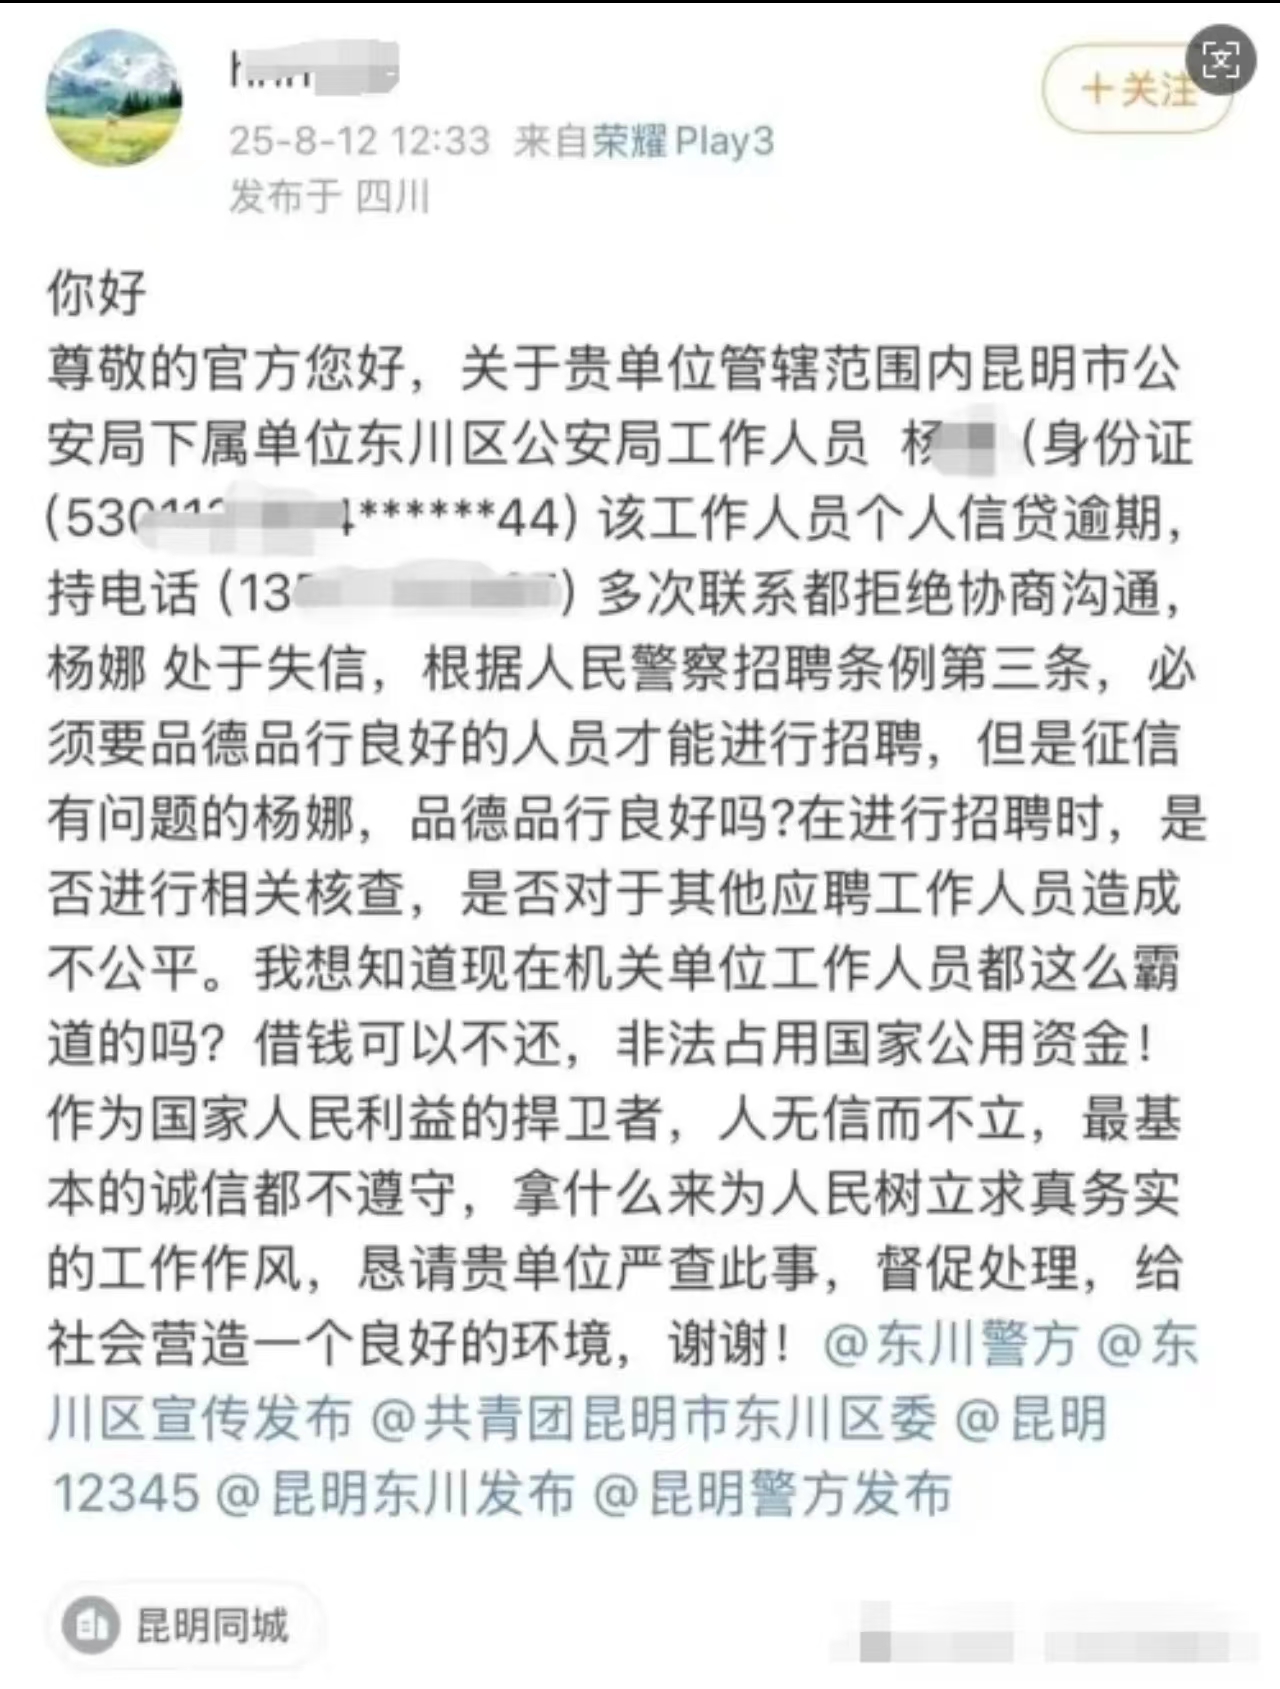 25-8-12 12:33 来自荣耀Play3
发布于 四川
+关注
你好
尊敬的官方您好，关于贵单位管辖范围内昆明市公
安局下属单位东川区公安局工作人员 杨 (身份证
(530 ******44) 该工作人员个人信贷逾期，
持电话 (13 ) 多次联系都拒绝协商沟通，
杨娜 处于失信，根据人民警察招聘条例第三条，必
须要品德品行良好的人员才能进行招聘，但是征信
有问题的杨娜，品德品行良好吗?在进行招聘时，是
否进行相关核查，是否对于其他应聘工作人员造成
不公平。我想知道现在机关单位工作人员都这么霸
道的吗？借钱可以不还，非法占用国家公用资金！
作为国家人民利益的捍卫者，人无信而不立，最基
本的诚信都不遵守，拿什么来为人民树立求真务实
的工作作风，恳请贵单位严查此事，督促处理，给
社会营造一个良好的环境，谢谢！@东川警方 @东
川区宣传发布 @共青团昆明市东川区委 @昆明
12345 @昆明东川发布 @昆明警方发布
昆明同城